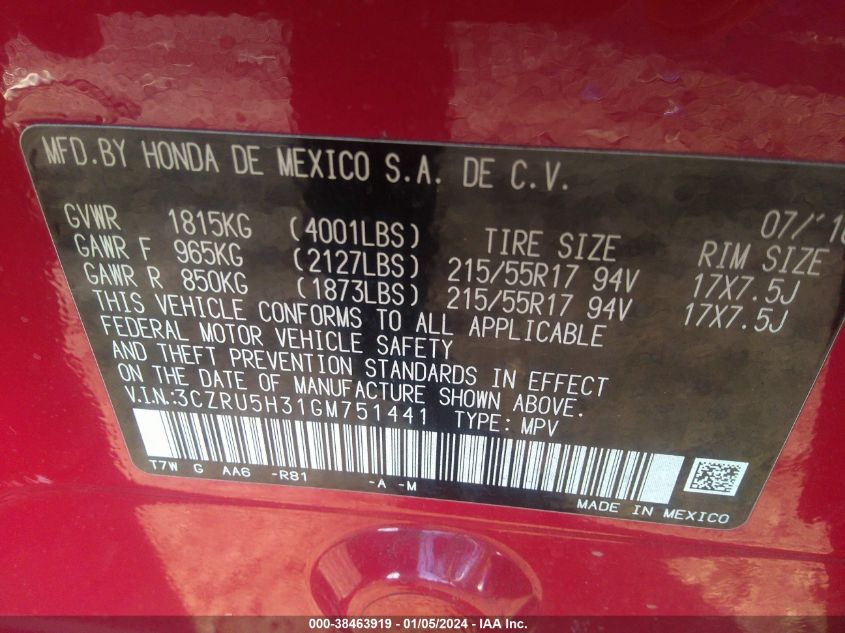 MFD.BY HONDA DE MEXICO S.A. DE C.V.
07/'16
GVWR 1815KG (4001LBS) TIRE SIZE RIM SIZE
GAWR F 965KG (2127LBS) 215/55R17 94V 17X7.5J
GAWR R 850KG (1873LBS) 215/55R17 94V 17X7.5J
THIS VEHICLE CONFORMS TO ALL APPLICABLE
FEDERAL MOTOR VEHICLE SAFETY
AND THEFT PREVENTION STANDARDS IN EFFECT
ON THE DATE OF MANUFACTURE SHOWN ABOVE.
V.I.N:3CZRU5H31GM751441 TYPE: MPV
T7W G AA6 -R81 -A -M
MADE IN MEXICO
000-38463919 - 01/05/2024 - IAA Inc.